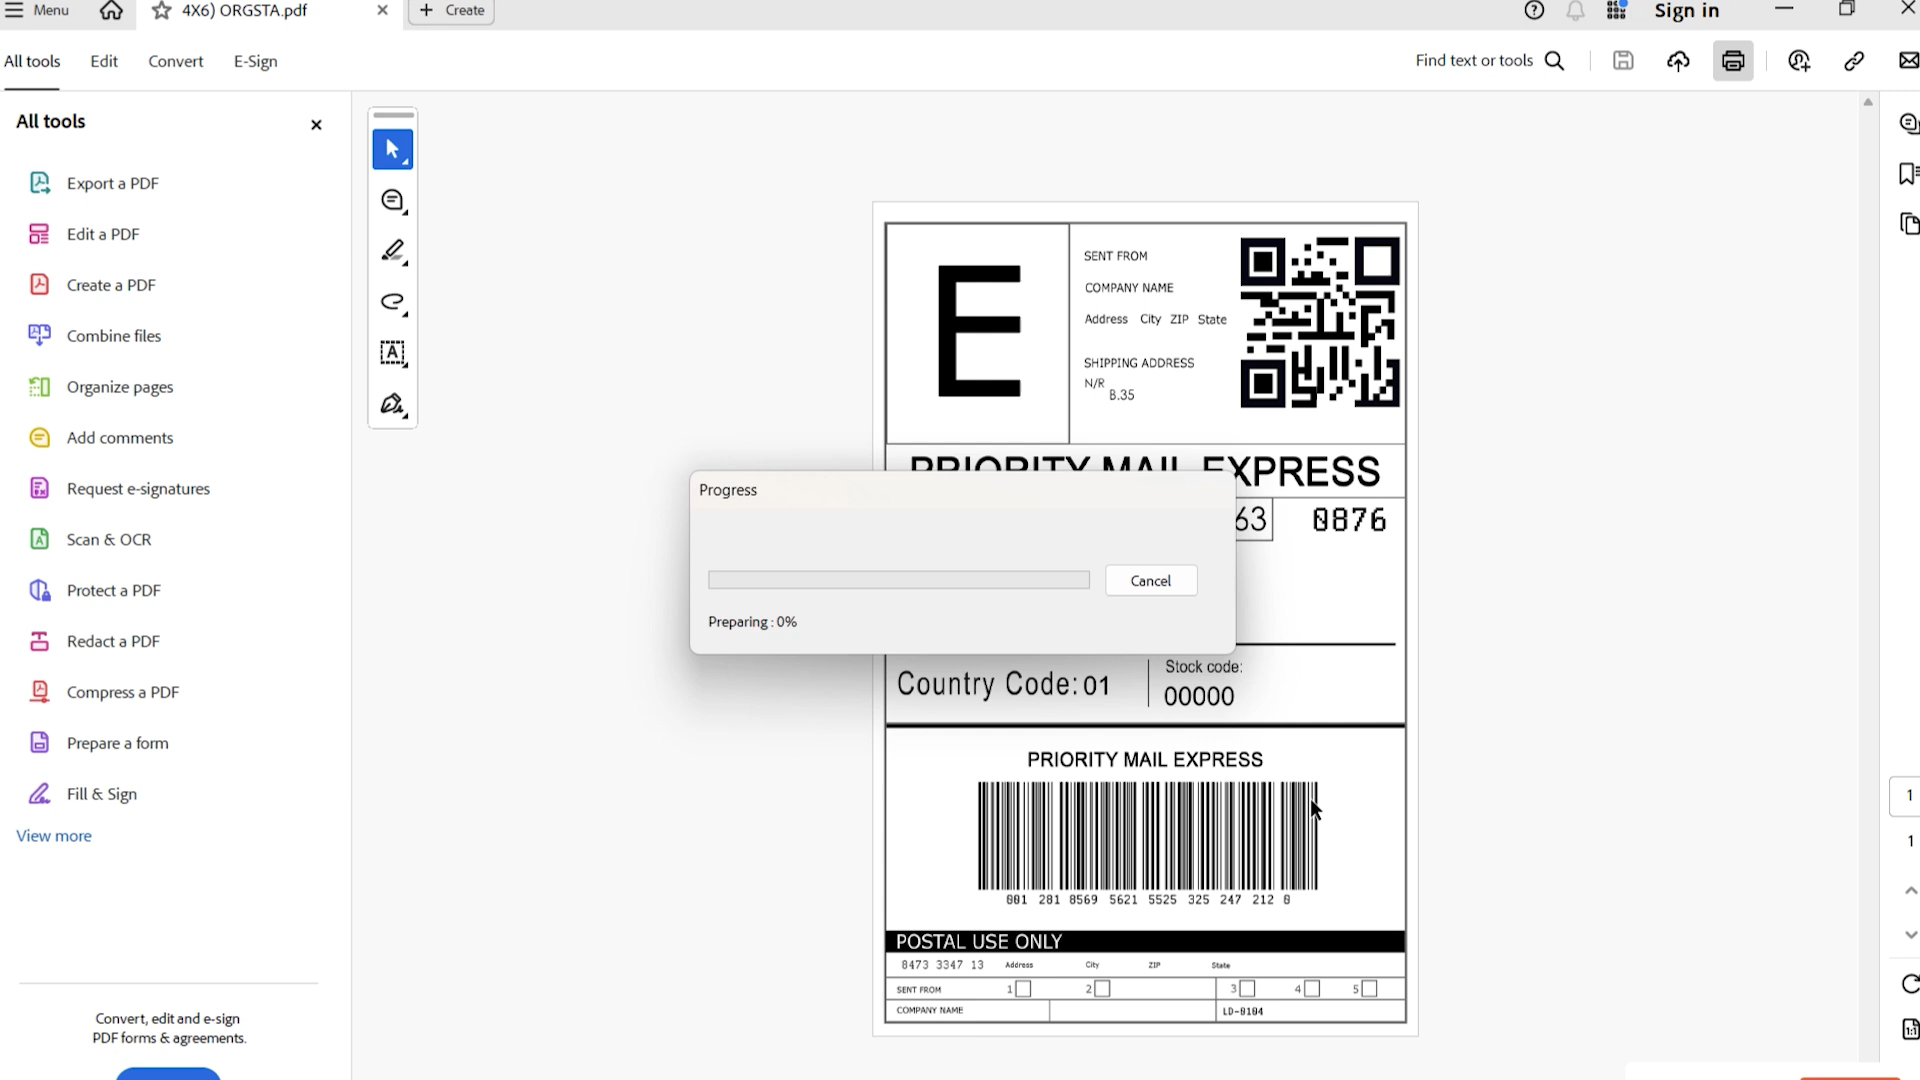 Menu
4X6) ORGSTA.pdf
Create
Sign in
All tools
Edit
Convert
E-Sign
Find text or tools
All tools
Export a PDF
Edit a PDF
Create a PDF
Combine files
Organize pages
Add comments
Request e-signatures
Scan & OCR
Protect a PDF
Redact a PDF
Compress a PDF
Prepare a form
Fill & Sign
View more
Convert, edit and e-sign
PDF forms & agreements.
E
SENT FROM
COMPANY NAME
Address City ZIP State
SHIPPING ADDRESS
N/R
B.35
PRIORITY MAIL EXPRESS
63 0876
Progress
Cancel
Preparing : 0%
Country Code: 01
Stock code:
00000
PRIORITY MAIL EXPRESS
001 281 0569 5621 5525 325 247 212 0
POSTAL USE ONLY
8473 3347 13 Address City ZIP State
SENT FROM 1 2 3 4 5
COMPANY NAME LD-0104
1
1